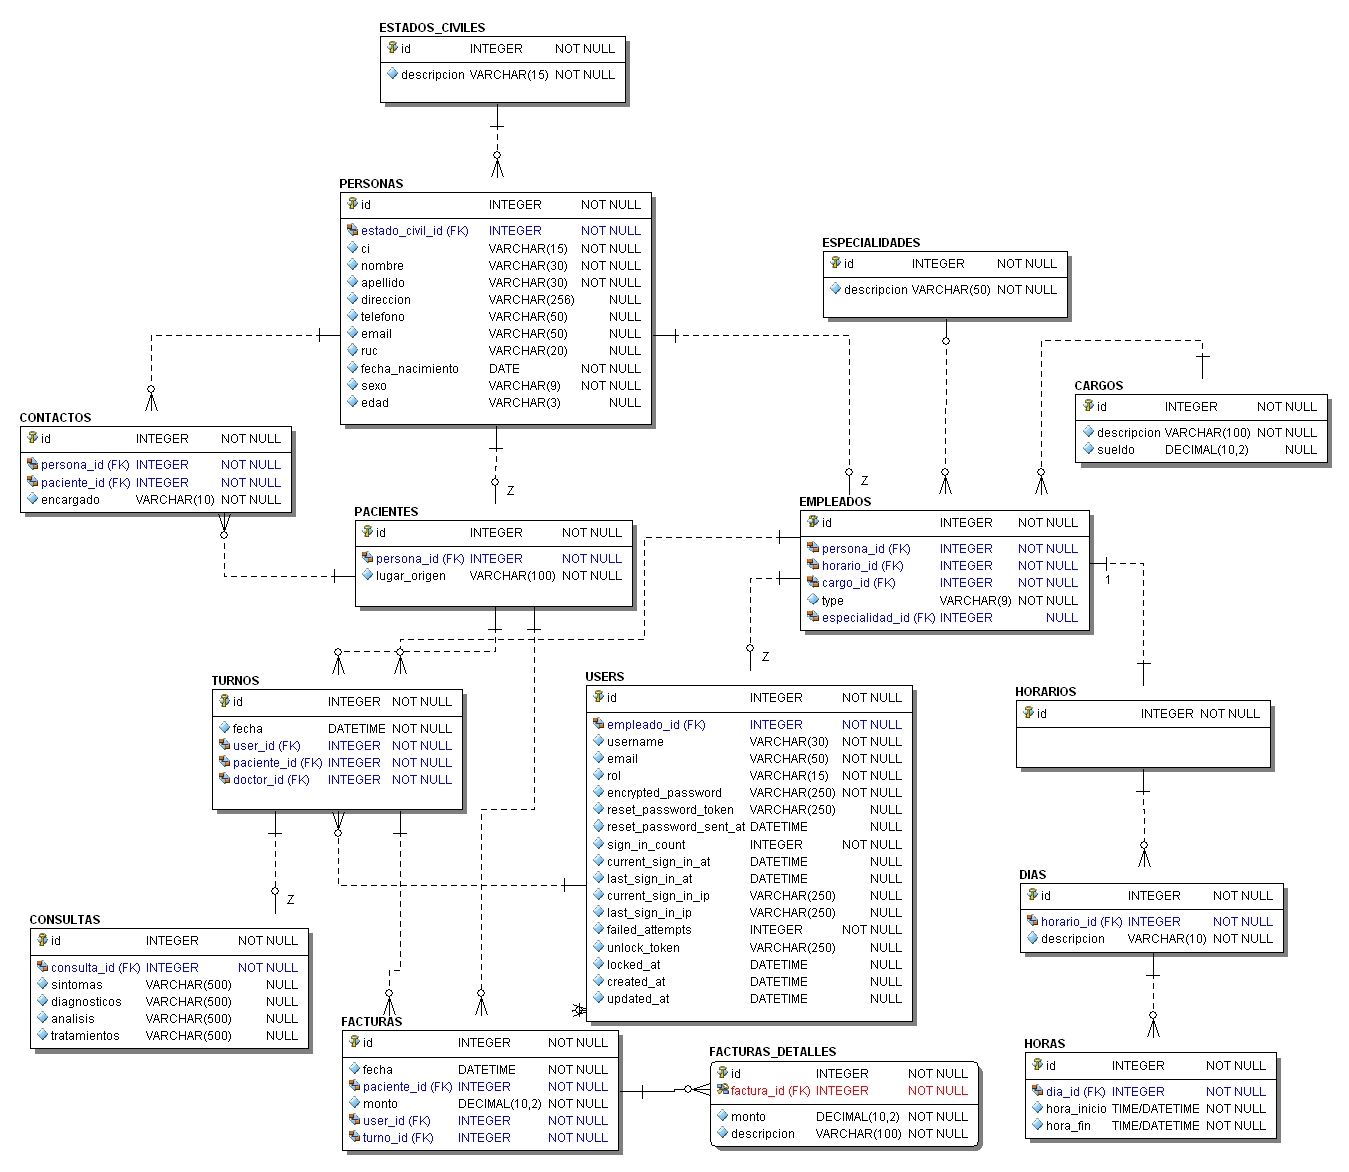 ESTADOS_CIVILES
id INTEGER NOT NULL
descripcion VARCHAR(15) NOT NULL
PERSONAS
id INTEGER NOT NULL
estado_civil_id (FK) INTEGER NOT NULL
ci VARCHAR(15) NOT NULL
nombre VARCHAR(30) NOT NULL
apellido VARCHAR(30) NOT NULL
direccion VARCHAR(256) NULL
telefono VARCHAR(50) NULL
email VARCHAR(50) NULL
ruc VARCHAR(20) NULL
fecha_nacimiento DATE NOT NULL
sexo VARCHAR(9) NOT NULL
edad VARCHAR(3) NULL
ESPECIALIDADES
id INTEGER NOT NULL
descripcion VARCHAR(50) NOT NULL
CARGOS
id INTEGER NOT NULL
descripcion VARCHAR(100) NOT NULL
sueldo DECIMAL(10,2) NULL
CONTACTOS
id INTEGER NOT NULL
persona_id (FK) INTEGER NOT NULL
paciente_id (FK) INTEGER NOT NULL
encargado VARCHAR(10) NOT NULL
Z
Z
PACIENTES
id INTEGER NOT NULL
persona_id (FK) INTEGER NOT NULL
lugar_origen VARCHAR(100) NOT NULL
EMPLEADOS
id INTEGER NOT NULL
persona_id (FK) INTEGER NOT NULL
horario_id (FK) INTEGER NOT NULL
cargo_id (FK) INTEGER NOT NULL
type VARCHAR(9) NOT NULL
especialidad_id (FK) INTEGER NULL
1
Z
TURNOS
id INTEGER NOT NULL
fecha DATETIME NOT NULL
user_id (FK) INTEGER NOT NULL
paciente_id (FK) INTEGER NOT NULL
doctor_id (FK) INTEGER NOT NULL
USERS
id INTEGER NOT NULL
empleado_id (FK) INTEGER NOT NULL
username VARCHAR(30) NOT NULL
email VARCHAR(50) NOT NULL
rol VARCHAR(15) NOT NULL
encrypted_password VARCHAR(250) NOT NULL
reset_password_token VARCHAR(250) NULL
reset_password_sent_at DATETIME NULL
sign_in_count INTEGER NOT NULL
current_sign_in_at DATETIME NULL
last_sign_in_at DATETIME NULL
current_sign_in_ip VARCHAR(250) NULL
last_sign_in_ip VARCHAR(250) NULL
failed_attempts INTEGER NOT NULL
unlock_token VARCHAR(250) NULL
locked_at DATETIME NULL
created_at DATETIME NULL
updated_at DATETIME NULL
HORARIOS
id INTEGER NOT NULL
DIAS
id INTEGER NOT NULL
horario_id (FK) INTEGER NOT NULL
descripcion VARCHAR(10) NOT NULL
Z
CONSULTAS
id INTEGER NOT NULL
consulta_id (FK) INTEGER NOT NULL
sintomas VARCHAR(500) NULL
diagnosticos VARCHAR(500) NULL
analisis VARCHAR(500) NULL
tratamientos VARCHAR(500) NULL
FACTURAS
id INTEGER NOT NULL
fecha DATETIME NOT NULL
paciente_id (FK) INTEGER NOT NULL
monto DECIMAL(10,2) NOT NULL
user_id (FK) INTEGER NOT NULL
turno_id (FK) INTEGER NOT NULL
FACTURAS_DETALLES
id INTEGER NOT NULL
factura_id (FK) INTEGER NOT NULL
monto DECIMAL(10,2) NOT NULL
descripcion VARCHAR(100) NOT NULL
HORAS
id INTEGER NOT NULL
dia_id (FK) INTEGER NOT NULL
hora_inicio TIME/DATETIME NOT NULL
hora_fin TIME/DATETIME NOT NULL